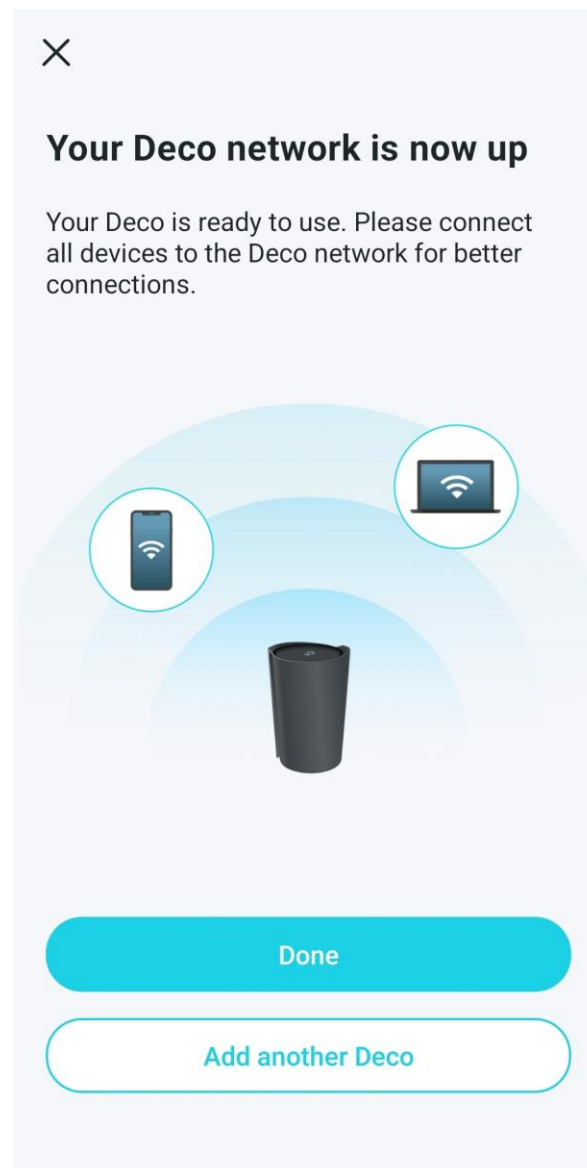 Your Deco network is now up
Your Deco is ready to use. Please connect
all devices to the Deco network for better
connections.
Done
Add another Deco